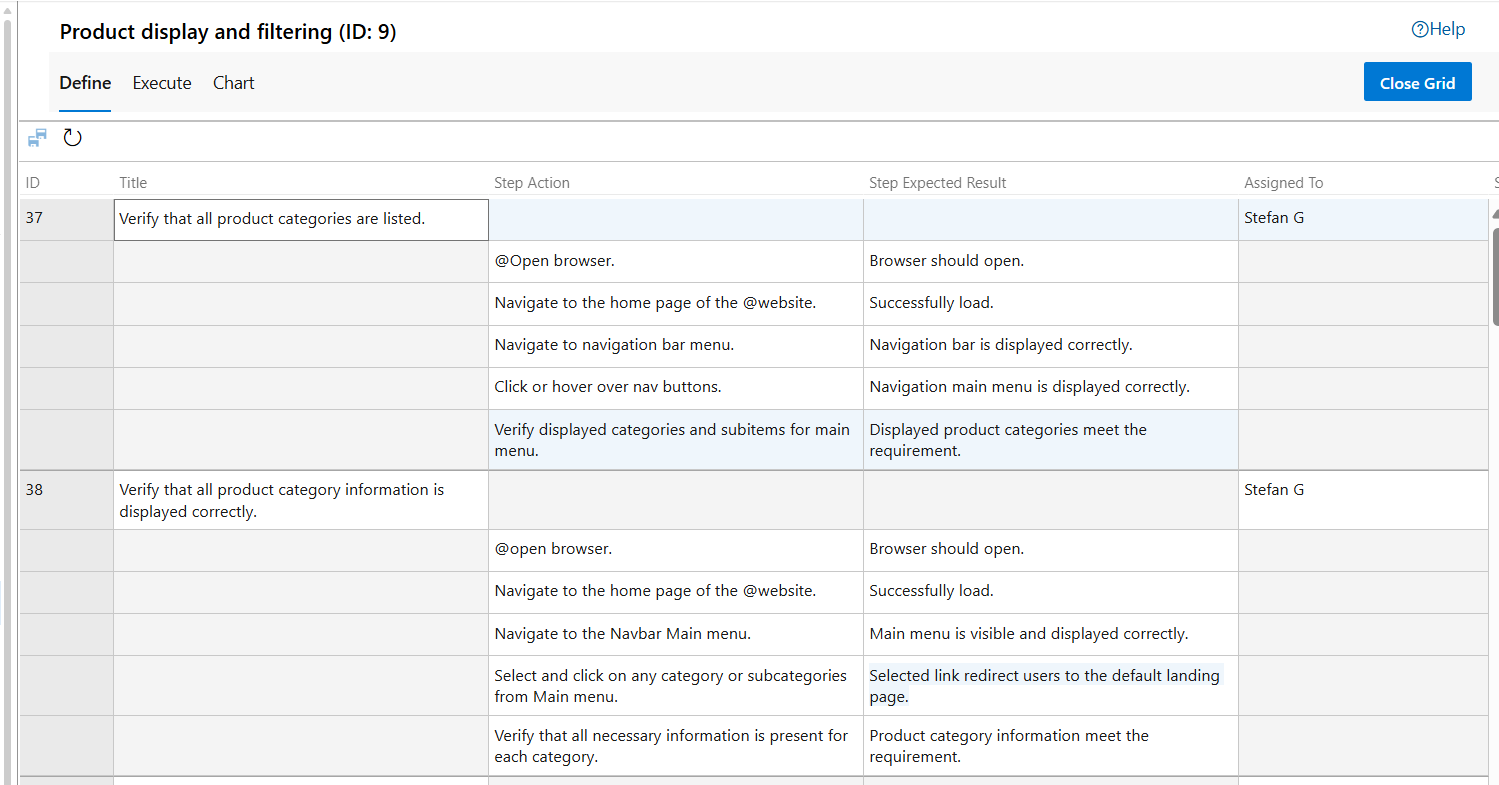 Product display and filtering (ID: 9)
Help
Define Execute Chart
Close Grid
ID Title Step Action Step Expected Result Assigned To S
37 Verify that all product categories are listed. Stefan G
@Open browser. Browser should open.
Navigate to the home page of the @website. Successfully load.
Navigate to navigation bar menu. Navigation bar is displayed correctly.
Click or hover over nav buttons. Navigation main menu is displayed correctly.
Verify displayed categories and subitems for main Displayed product categories meet the
menu. requirement.
38 Verify that all product category information is Stefan G
displayed correctly.
@open browser. Browser should open.
Navigate to the home page of the @website. Successfully load.
Navigate to the Navbar Main menu. Main menu is visible and displayed correctly.
Select and click on any category or subcategories Selected link redirect users to the default landing
from Main menu. page.
Verify that all necessary information is present for Product category information meet the
each category. requirement.